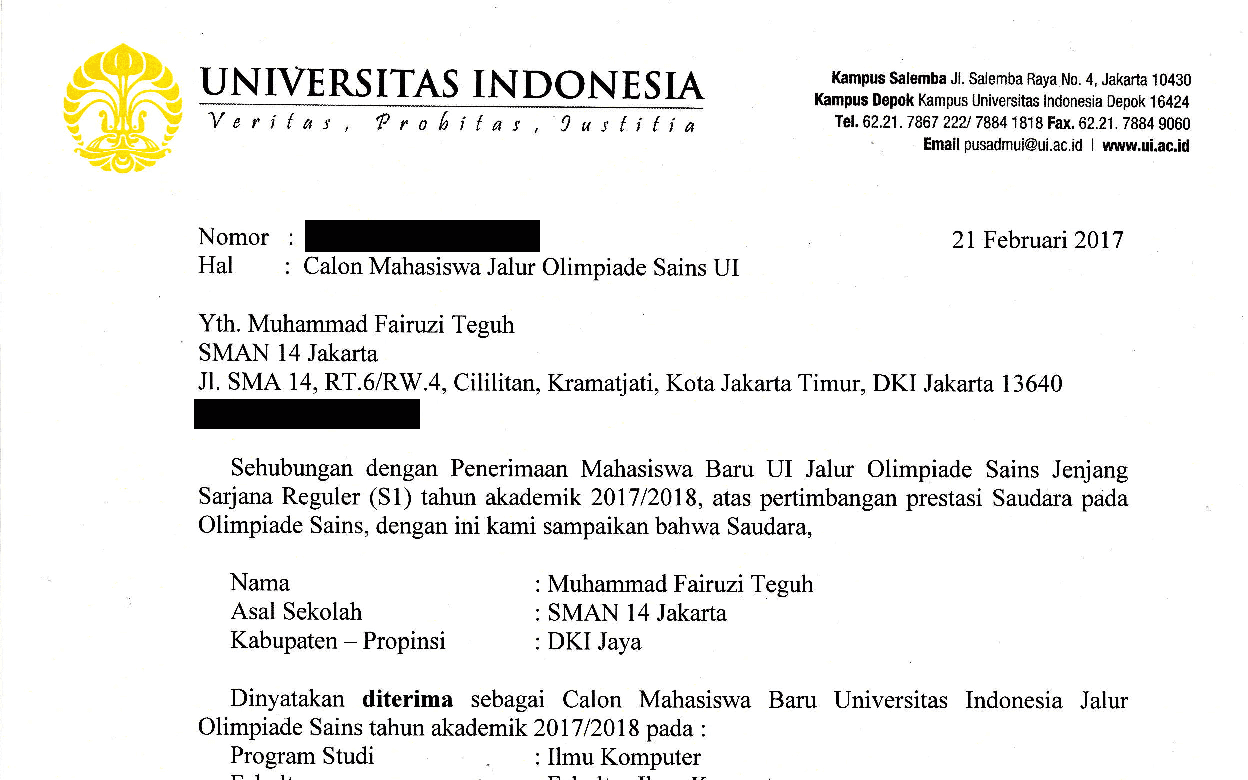 UNIVERSITAS INDONESIA
Veritas, Probitas, Iustitia
Kampus Salemba Jl. Salemba Raya No. 4, Jakarta 10430
Kampus Depok Kampus Universitas Indonesia Depok 16424
Tel. 62.21. 7867 222/ 7884 1818 Fax. 62.21. 7884 9060
Email pusadmui@ui.ac.id | www.ui.ac.id
Nomor :
21 Februari 2017
Hal : Calon Mahasiswa Jalur Olimpiade Sains UI
Yth. Muhammad Fairuzi Teguh
SMAN 14 Jakarta
Jl. SMA 14, RT.6/RW.4, Cililitan, Kramatjati, Kota Jakarta Timur, DKI Jakarta 13640
Sehubungan dengan Penerimaan Mahasiswa Baru UI Jalur Olimpiade Sains Jenjang
Sarjana Reguler (S1) tahun akademik 2017/2018, atas pertimbangan prestasi Saudara pada
Olimpiade Sains, dengan ini kami sampaikan bahwa Saudara,
Nama : Muhammad Fairuzi Teguh
Asal Sekolah : SMAN 14 Jakarta
Kabupaten – Propinsi : DKI Jaya
Dinyatakan diterima sebagai Calon Mahasiswa Baru Universitas Indonesia Jalur
Olimpiade Sains tahun akademik 2017/2018 pada :
Program Studi : Ilmu Komputer